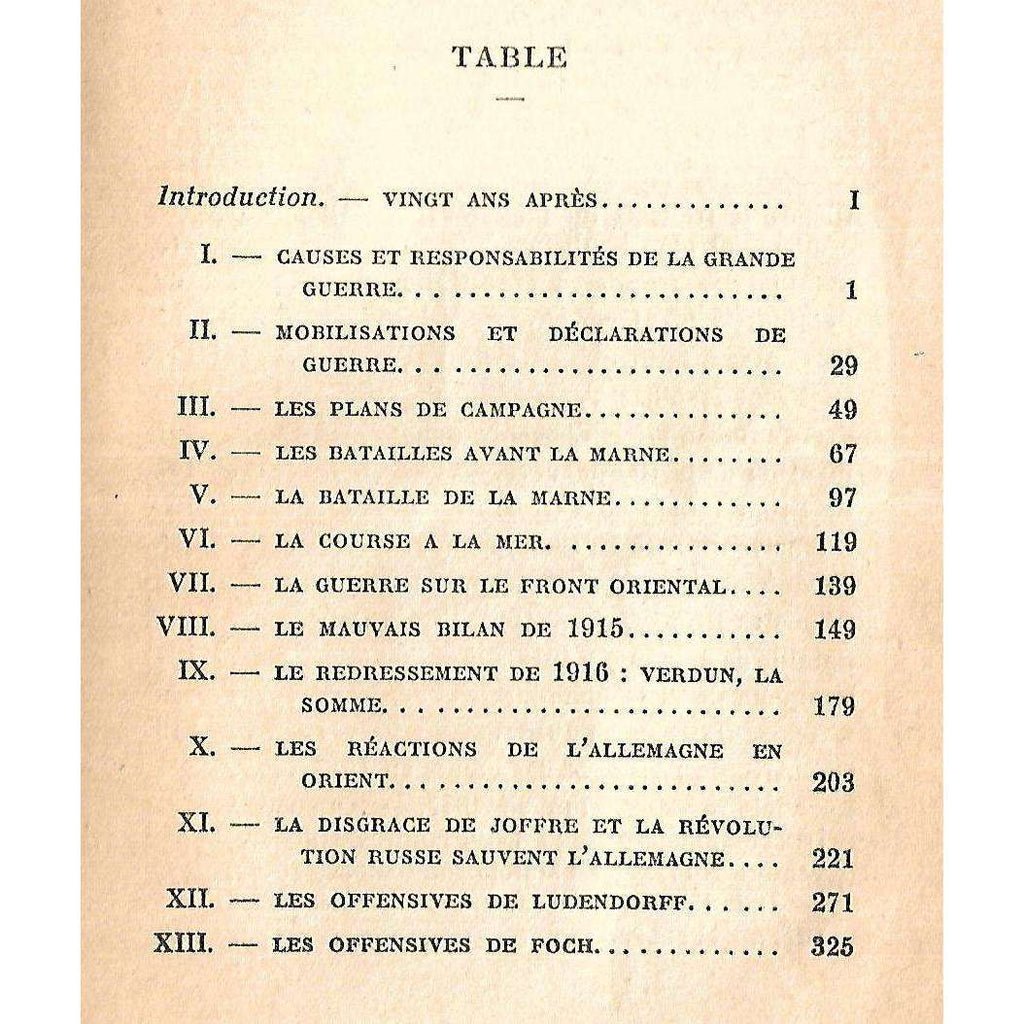 TABLE
Introduction. — VINGT ANS APRÈS............. I
I. — CAUSES ET RESPONSABILITÉS DE LA GRANDE
GUERRE. .......................... 1
II. — MOBILISATIONS ET DÉCLARATIONS DE
GUERRE. .......................... 29
III. — LES PLANS DE CAMPAGNE.............. 49
IV. — LES BATAILLES AVANT LA MARNE........ 67
V. — LA BATAILLE DE LA MARNE............ 97
VI. — LA COURSE A LA MER. ............... 119
VII. — LA GUERRE SUR LE FRONT ORIENTAL.... 139
VIII. — LE MAUVAIS BILAN DE 1915........... 149
IX. — LE REDRESSEMENT DE 1916 : VERDUN, LA
SOMME. .......................... 179
X. — LES RÉACTIONS DE L'ALLEMAGNE EN
ORIENT........................... 203
XI. — LA DISGRACE DE JOFFRE ET LA RÉVOLU-
TION RUSSE SAUVENT L'ALLEMAGNE.... 221
XII. — LES OFFENSIVES DE LUDENDORFF...... 271
XIII. — LES OFFENSIVES DE FOCH............. 325